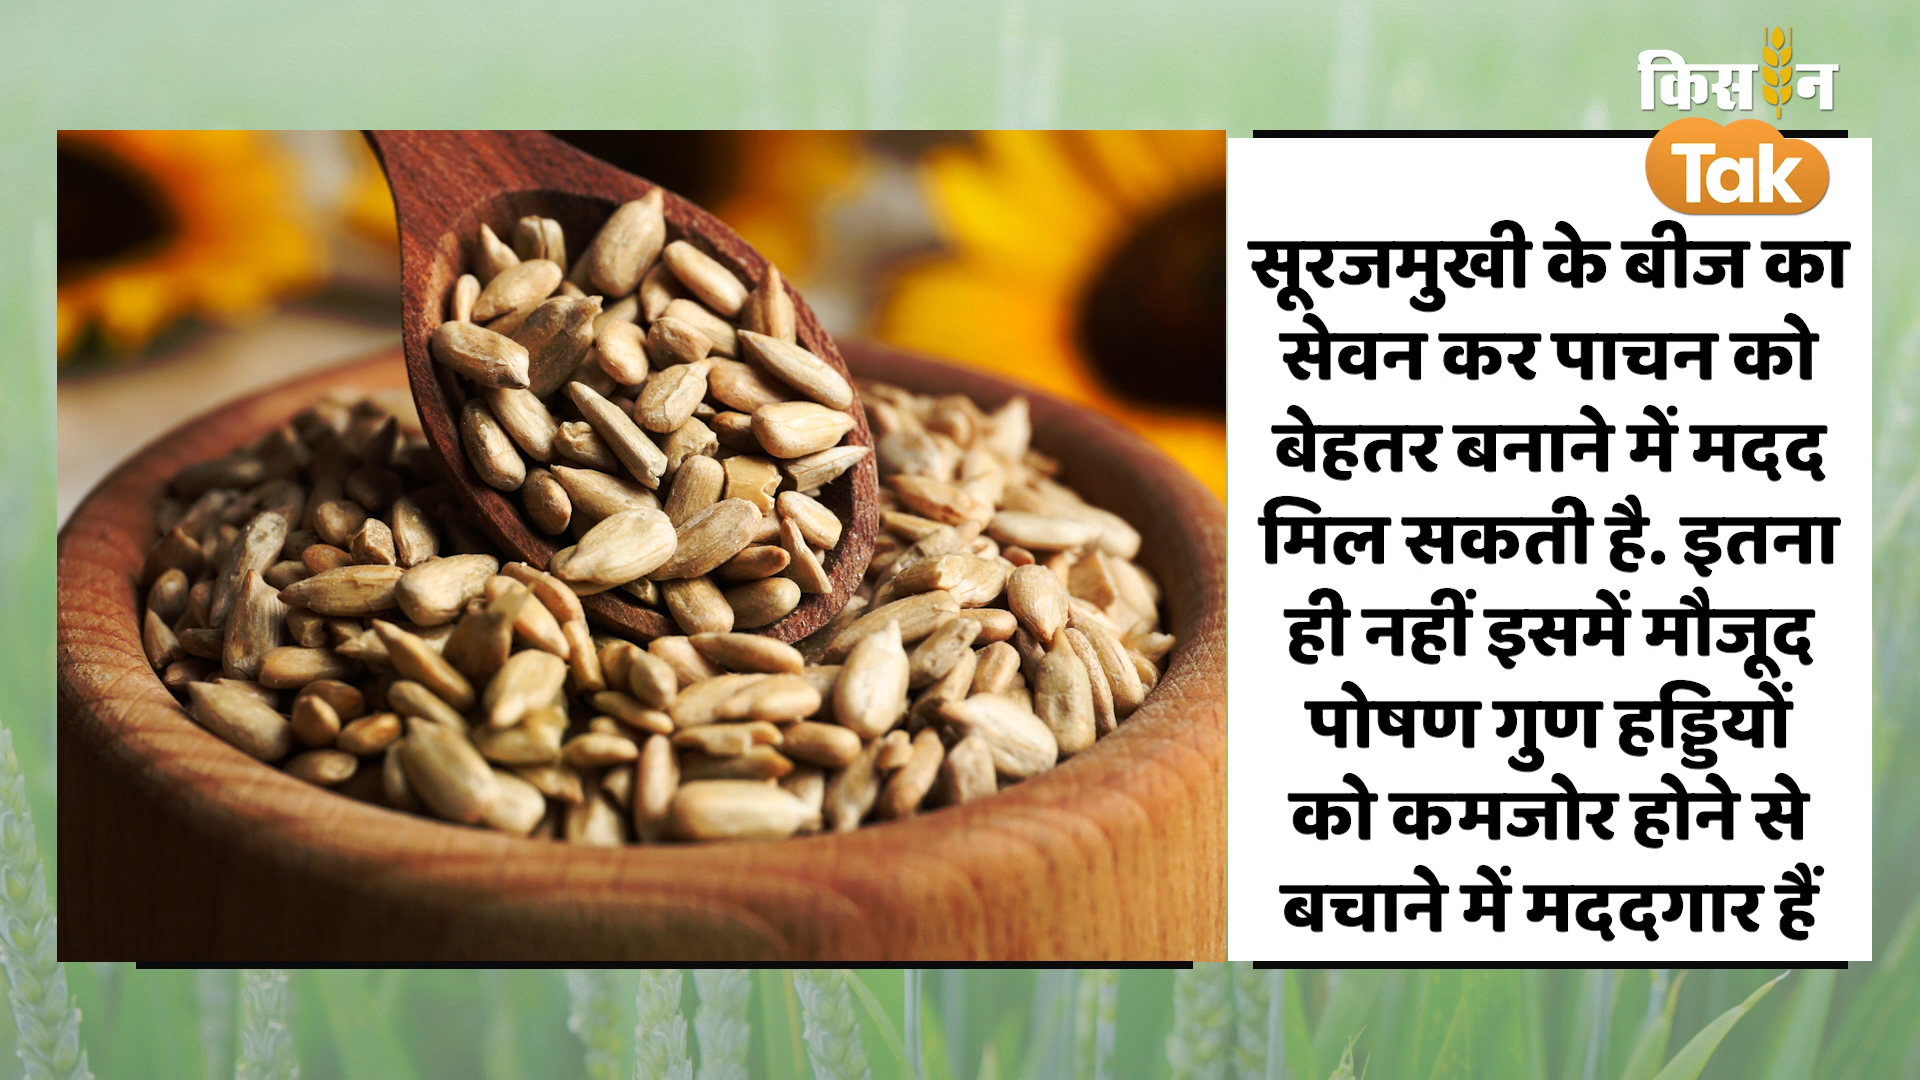 किसान
Tak
सूरजमुखी के बीज का
सेवन कर पाचन को
बेहतर बनाने में मदद
मिल सकती है. इतना
ही नहीं इसमें मौजूद
पोषण गुण हड्डियों
को कमजोर होने से
बचाने में मददगार हैं